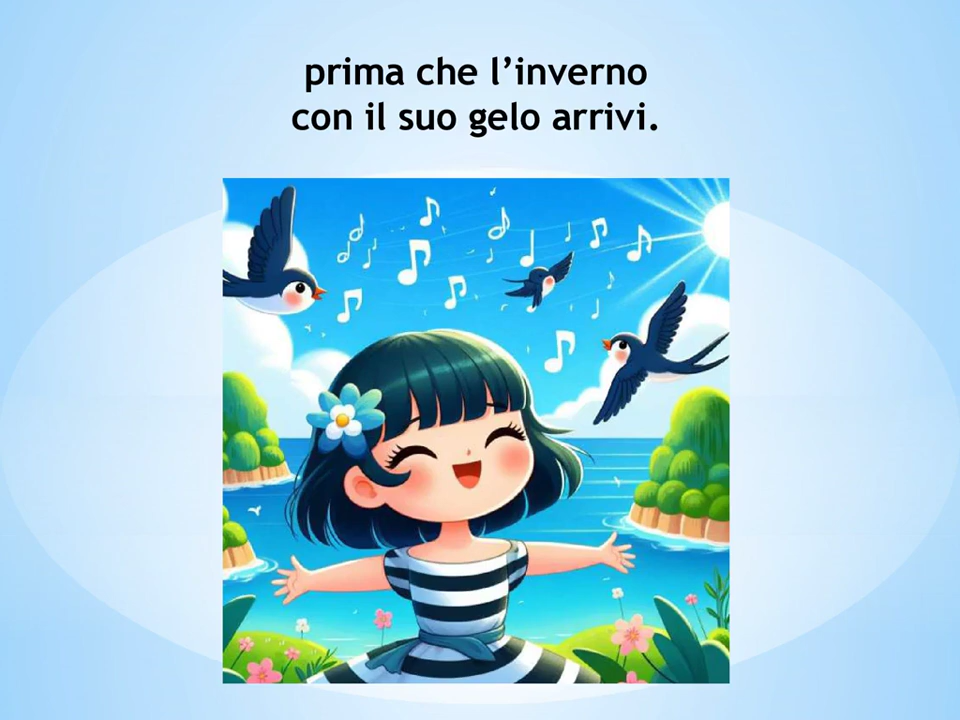 prima che l’inverno
con il suo gelo arrivi.